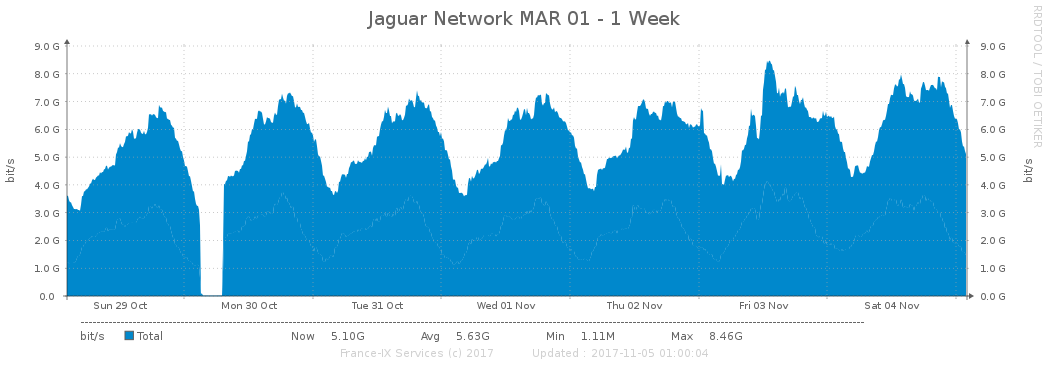 Jaguar Network MAR 01 - 1 Week
RRDTOOL / TOBI OETIKER
bit/s
9.0 G 9.0 G
8.0 G 8.0 G
7.0 G 7.0 G
6.0 G 6.0 G
5.0 G 5.0 G
4.0 G 4.0 G
3.0 G 3.0 G
2.0 G 2.0 G
1.0 G 1.0 G
0.0 0.0 G
bit/s
Sun 29 Oct Mon 30 Oct Tue 31 Oct Wed 01 Nov Thu 02 Nov Fri 03 Nov Sat 04 Nov
bit/s Total Now 5.10G Avg 5.63G Min 1.11M Max 8.46G
France-IX Services (c) 2017 Updated : 2017-11-05 01:00:04